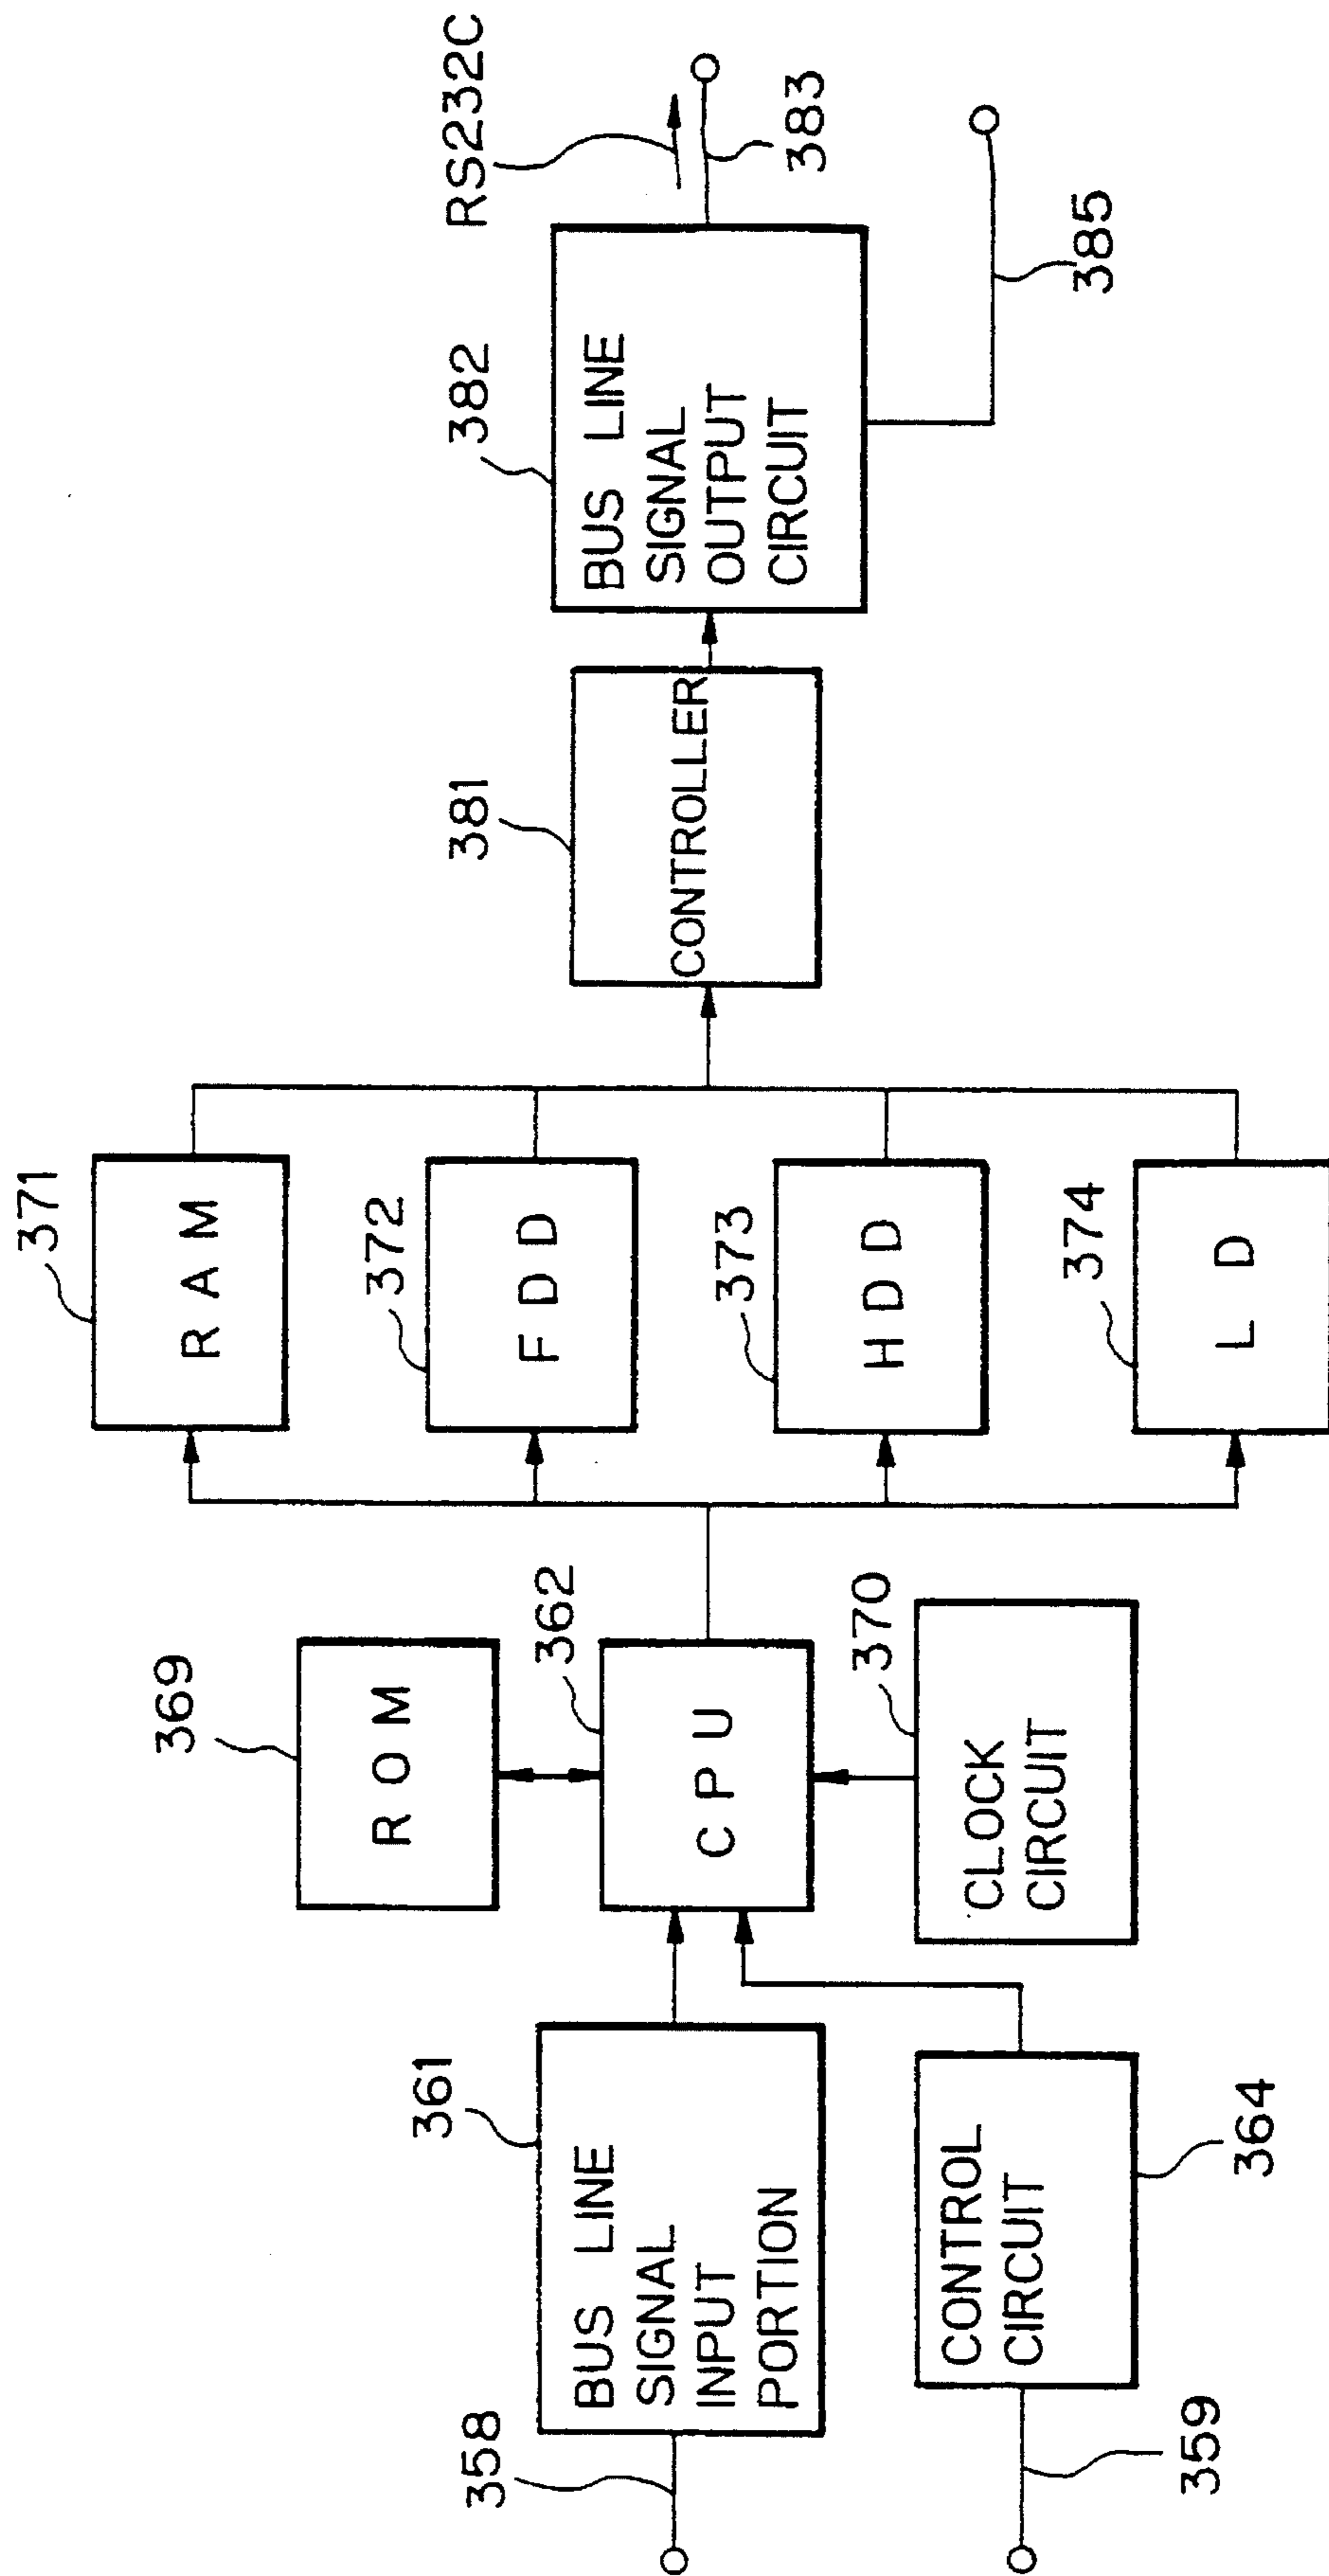 371
RAM
RS232C
369
ROM
372
FDD
382
BUS LINE
SIGNAL
OUTPUT
CIRCUIT
383
361
BUS LINE
SIGNAL
INPUT
PORTION
358
362
CPU
381
CONTROLLER
373
HDD
385
370
CLOCK
CIRCUIT
374
LD
CONTROL
CIRCUIT
359
364